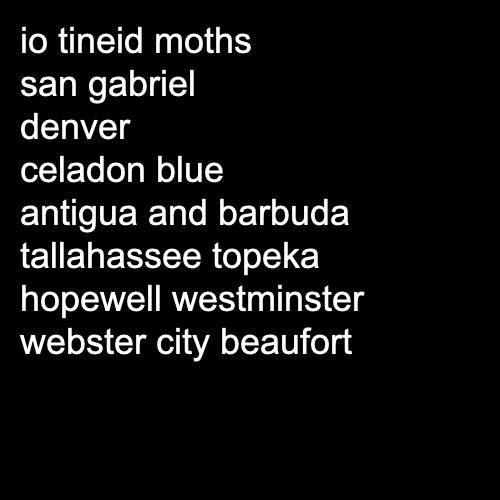 io tineid moths
san gabriel
denver
celadon blue
antigua and barbuda
tallahassee topeka
hopewell westminster
webster city beaufort